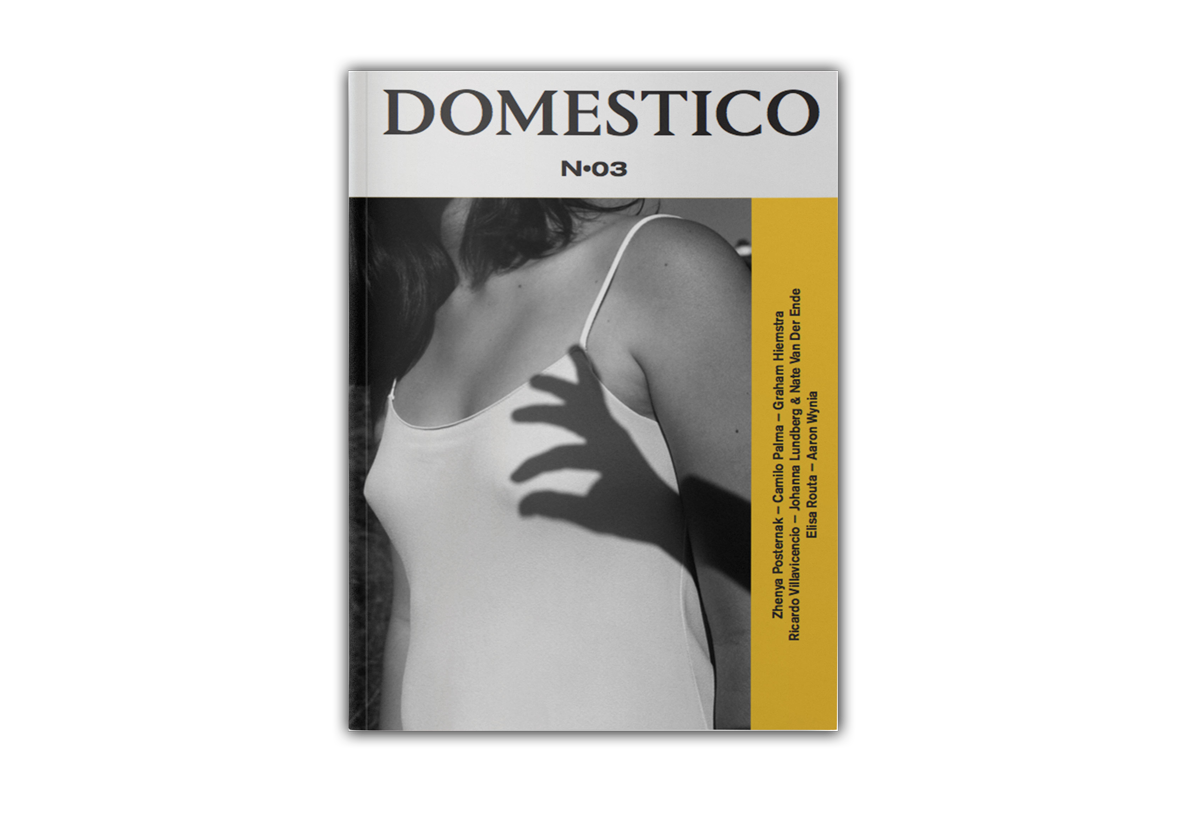 DOMESTICO
N•03
Zhenya Posternak – Camilo Palma – Graham Hiemstra
Ricardo Villavicencio – Johanna Lundberg & Nate Van Der Ende
Elisa Routa – Aaron Wynia